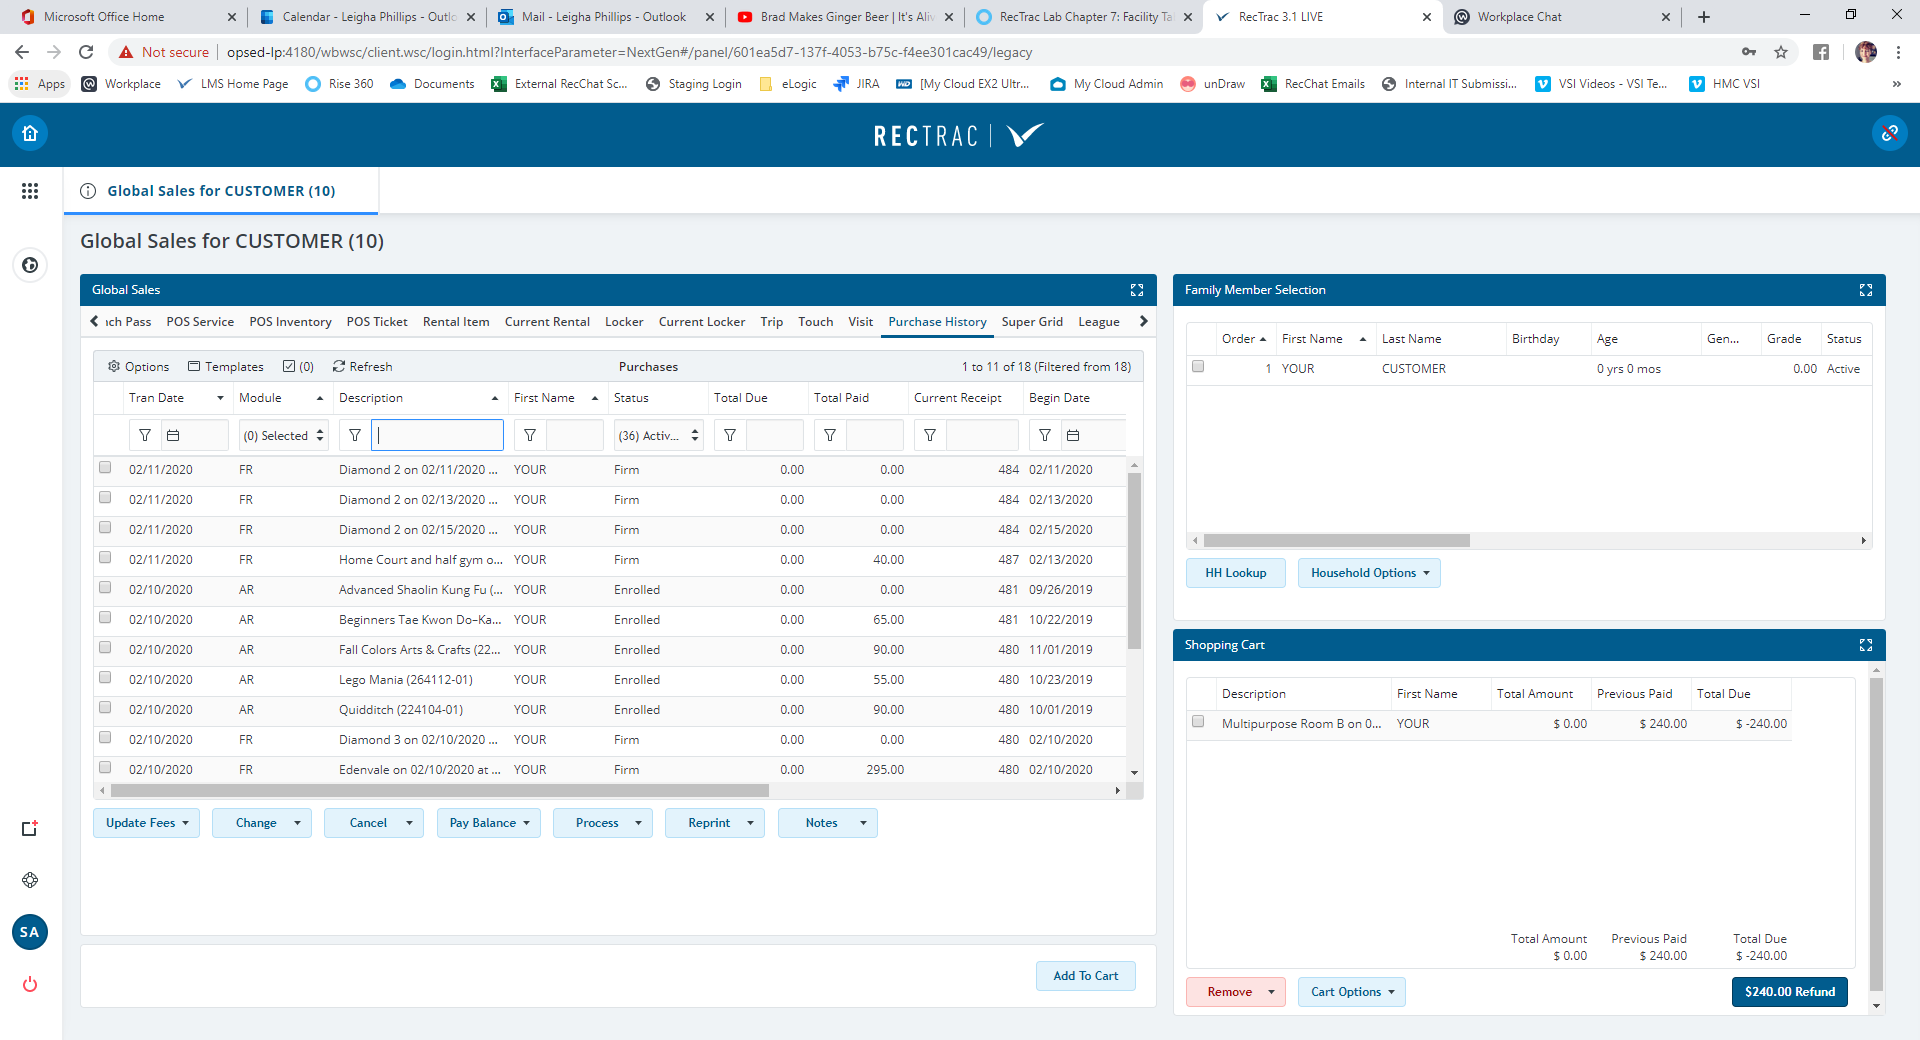 Microsoft Office Home
Calendar - Leigha Phillips - Outlo
Mail - Leigha Phillips - Outlook
Brad Makes Ginger Beer | It's Aliv
RecTrac Lab Chapter 7: Facility Ta
RecTrac 3.1 LIVE
Workplace Chat
Not secure opsed-lp:4180/wbwsc/client.wsc/login.html?InterfaceParameter=NextGen#/panel/601ea5d7-137f-4053-b75c-f4ee301cac49/legacy
Apps Workplace LMS Home Page Rise 360 Documents External RecChat Sc... Staging Login eLogic JIRA WD [My Cloud EX2 Ultr... My Cloud Admin unDraw RecChat Emails Internal IT Submissi... VSI Videos - VSI Te... HMC VSI »
RECTRAC
Global Sales for CUSTOMER (10)
Global Sales for CUSTOMER (10)
Global Sales
ıch Pass POS Service POS Inventory POS Ticket Rental Item Current Rental Locker Current Locker Trip Touch Visit Purchase History Super Grid League
Options Templates (0) Refresh Purchases 1 to 11 of 18 (Filtered from 18)
Tran Date Module Description First Name Status Total Due Total Paid Current Receipt Begin Date
(0) Selected (36) Activ...
02/11/2020 FR Diamond 2 on 02/11/2020 ... YOUR Firm 0.00 0.00 484 02/11/2020
02/11/2020 FR Diamond 2 on 02/13/2020 ... YOUR Firm 0.00 0.00 484 02/13/2020
02/11/2020 FR Diamond 2 on 02/15/2020 ... YOUR Firm 0.00 0.00 484 02/15/2020
02/11/2020 FR Home Court and half gym o... YOUR Firm 0.00 40.00 487 02/13/2020
02/10/2020 AR Advanced Shaolin Kung Fu (... YOUR Enrolled 0.00 0.00 481 09/26/2019
02/10/2020 AR Beginners Tae Kwon Do–Ka... YOUR Enrolled 0.00 65.00 481 10/22/2019
02/10/2020 AR Fall Colors Arts & Crafts (22... YOUR Enrolled 0.00 90.00 480 11/01/2019
02/10/2020 AR Lego Mania (264112-01) YOUR Enrolled 0.00 55.00 480 10/23/2019
02/10/2020 AR Quidditch (224104-01) YOUR Enrolled 0.00 90.00 480 10/01/2019
02/10/2020 FR Diamond 3 on 02/10/2020 ... YOUR Firm 0.00 0.00 480 02/10/2020
02/10/2020 FR Edenvale on 02/10/2020 at ... YOUR Firm 0.00 295.00 480 02/10/2020
Update Fees Change Cancel Pay Balance Process Reprint Notes
Add To Cart
SA
Family Member Selection
Order First Name Last Name Birthday Age Gen... Grade Status
1 YOUR CUSTOMER 0 yrs 0 mos 0.00 Active
HH Lookup Household Options
Shopping Cart
Description First Name Total Amount Previous Paid Total Due
Multipurpose Room B on 0... YOUR $ 0.00 $ 240.00 $ -240.00
Total Amount Previous Paid Total Due
$ 0.00 $ 240.00 $ -240.00
Remove Cart Options $240.00 Refund